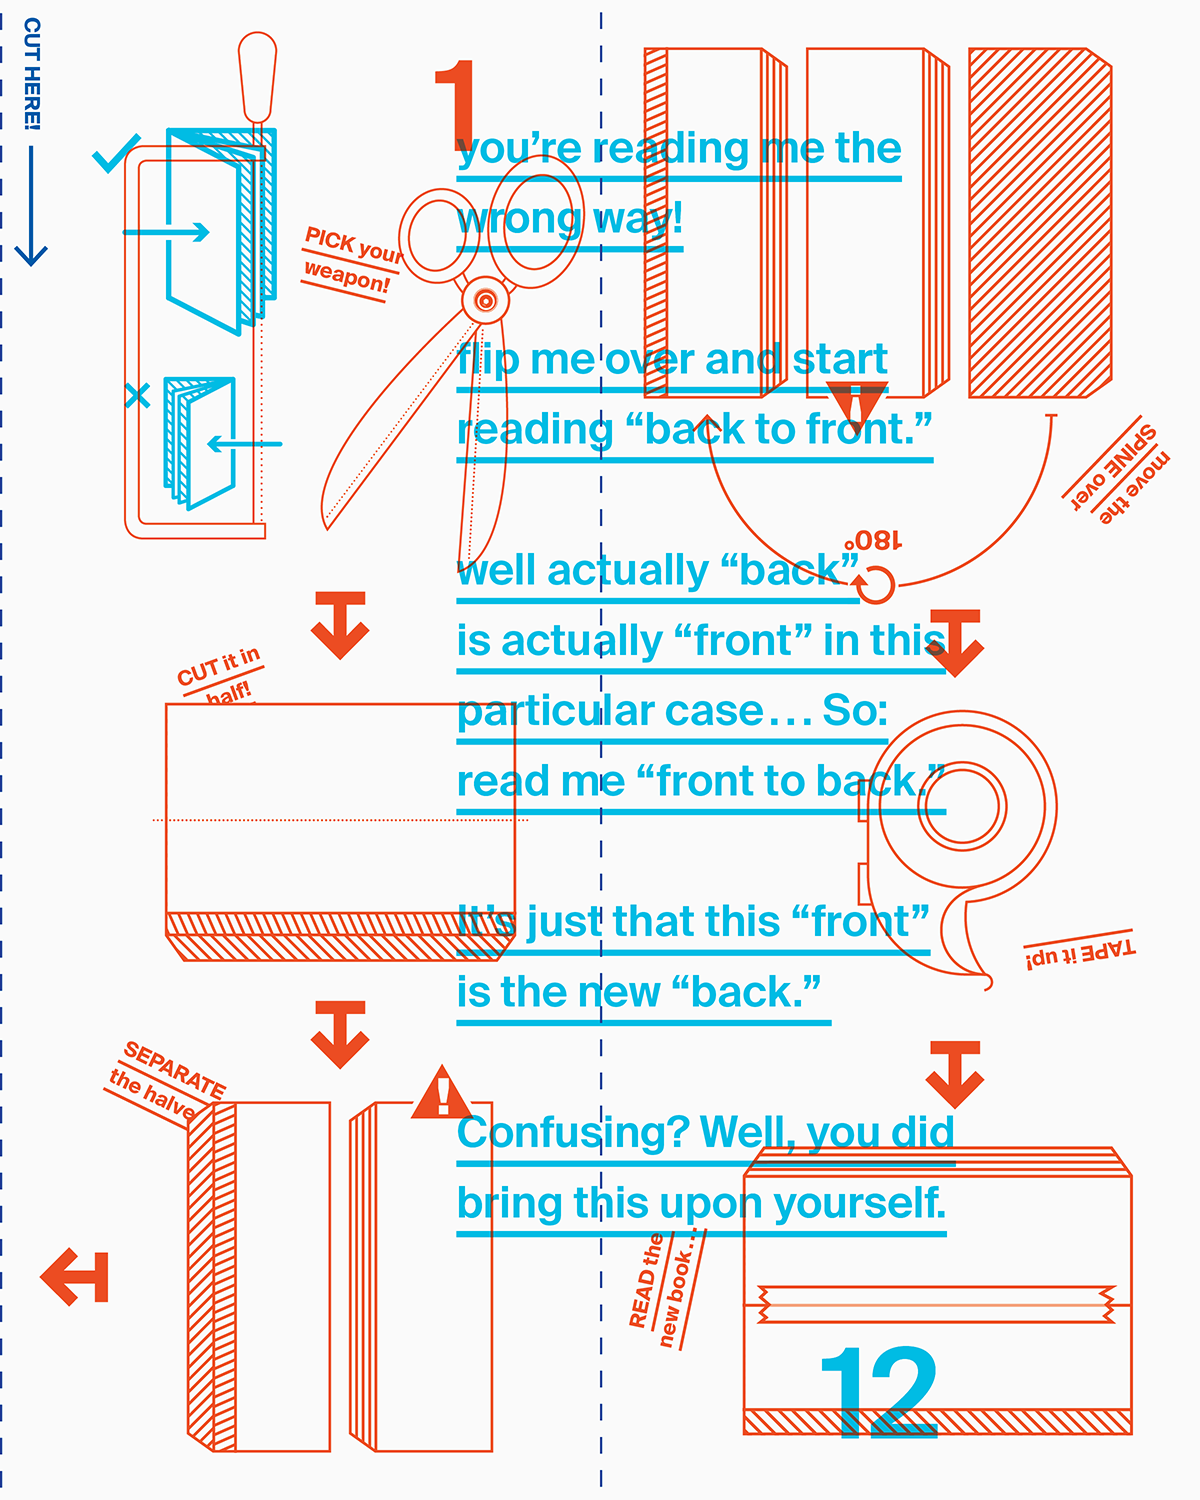 CUT HERE!
1
you're reading me the
wrong way!
PICK your
weapon!
flip me over and start
reading “back to front.”
move the
SPINE over
180°
well actually “back”
is actually “front” in this
particular case... So:
read me “front to back.”
CUT it in
half!
It's just that this “front”
is the new “back.”
TAPE it up!
SEPARATE
the halve
Confusing? Well, you did
bring this upon yourself.
READ the
new book...
12